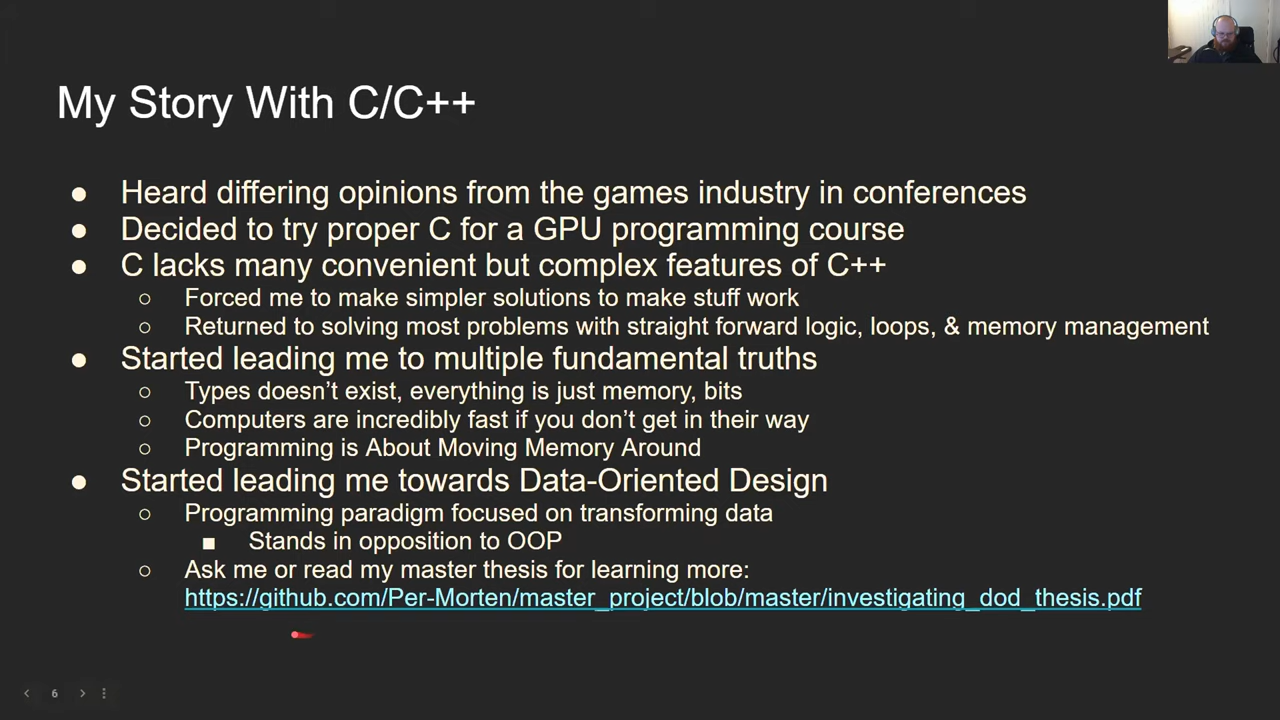 My Story With C/C++
● Heard differing opinions from the games industry in conferences
● Decided to try proper C for a GPU programming course
● C lacks many convenient but complex features of C++
○ Forced me to make simpler solutions to make stuff work
○ Returned to solving most problems with straight forward logic, loops, & memory management
● Started leading me to multiple fundamental truths
○ Types doesn’t exist, everything is just memory, bits
○ Computers are incredibly fast if you don’t get in their way
○ Programming is About Moving Memory Around
● Started leading me towards Data-Oriented Design
○ Programming paradigm focused on transforming data
■ Stands in opposition to OOP
○ Ask me or read my master thesis for learning more:
https://github.com/Per-Morten/master_project/blob/master/investigating_dod_thesis.pdf
6